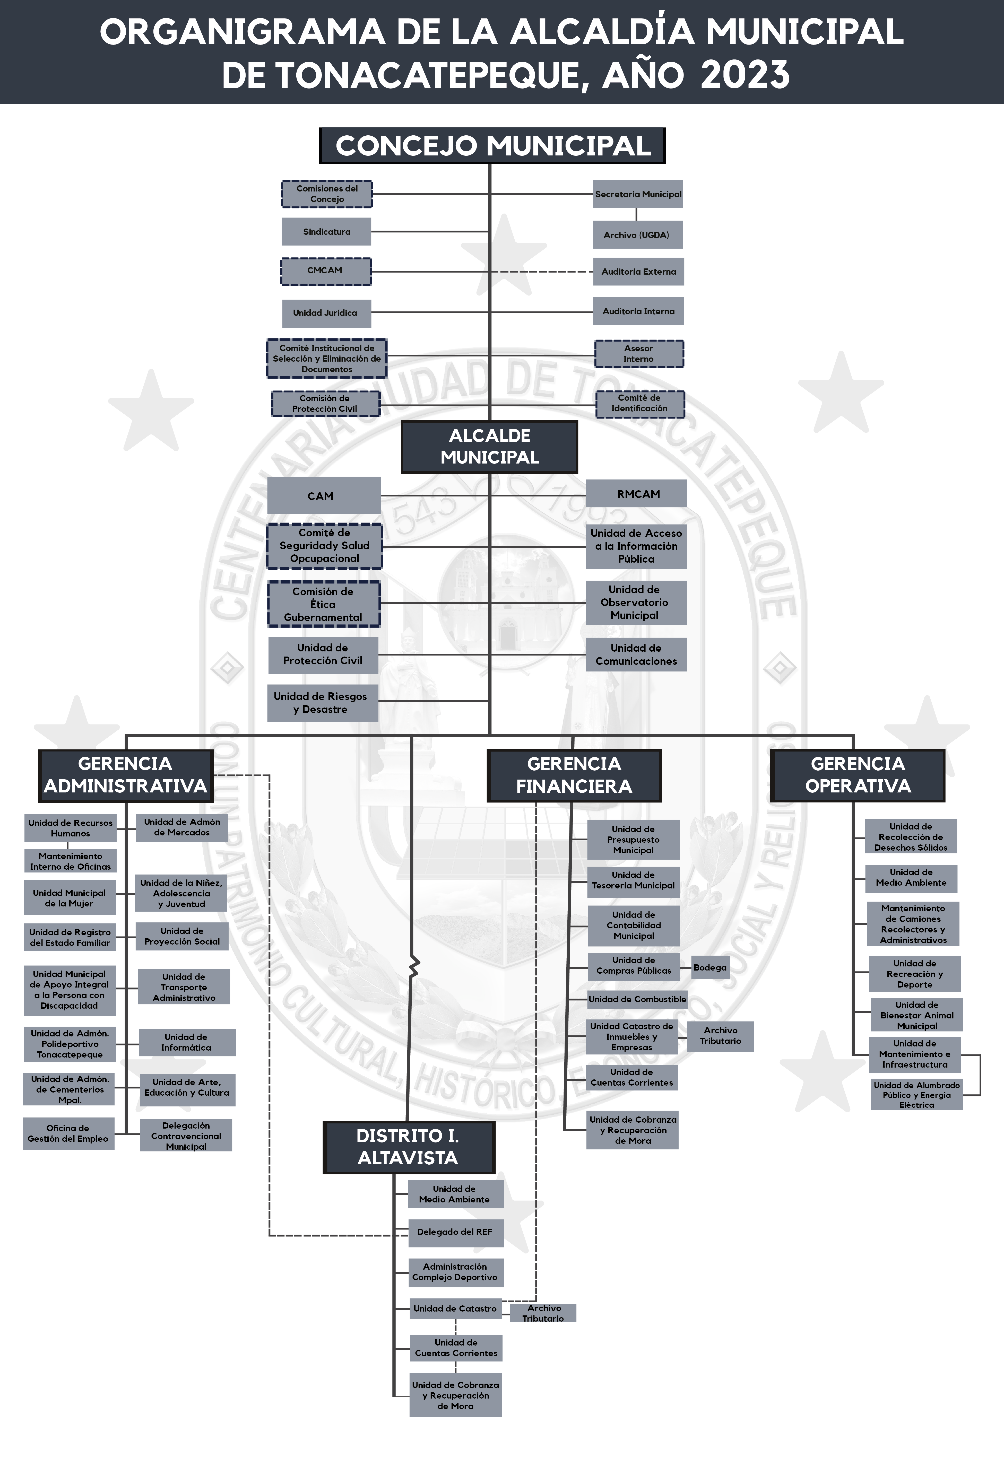 ORGANIGRAMA DE LA ALCALDÍA MUNICIPAL
DE TONACATEPEQUE, AÑO 2023
CONCEJO MUNICIPAL
Comisiones del
Concejo
Secretaria Municipal
Sindicatura
Archivo (UGDA)
CMCAM
Auditoria Externa
Unidad Juridica
Auditoria Interna
Comité Institucional de
Selección y Eliminación de
Documentos
Asesor
Interno
Comisión de
Protección Civil
Comité de
Identificación
ALCALDE
MUNICIPAL
CAM
RMCAM
Comité de
Seguridady Salud
Opcupacional
Unidad de Acceso
a la Información
Pública
Comisión de
Ética
Gubernamental
Unidad de
Observatorio
Municipal
Unidad de
Protección Civil
Unidad de
Comunicaciones
Unidad de Riesgos
y Desastre
GERENCIA
ADMINISTRATIVA
Unidad de Recursos
Humanos
Unidad de Admón
de Mercados
Mantenimiento
Interno de Oficinas
Unidad Municipal
de la Mujer
Unidad de la Niñez,
Adolescencia
y Juventud
Unidad de Registro
del Estado Familiar
Unidad de
Proyección Social
Unidad Municipal
de Apoyo Integral
a la Persona con
Discapacidad
Unidad de
Transporte
Administrativo
Unidad de Admón.
Polideportivo
Tonacatepeque
Unidad de
Informática
Unidad de Admón.
de Cementerios
Mpal.
Unidad de Arte,
Educación y Cultura
Oficina de
Gestión del Empleo
Delegación
Contravencional
Municipal
GERENCIA
FINANCIERA
Unidad de
Presupuesto
Municipal
Unidad de
Tesoreria Municipal
Unidad de
Contabilidad
Municipal
Unidad de
Compras Públicas
Bodega
Unidad de Combustible
Unidad Catastro de
Inmuebles y
Empresas
Archivo
Tributario
Unidad de
Cuentas Corrientes
Unidad de Cobranza
y Recuperación
de Mora
GERENCIA
OPERATIVA
Unidad de
Recolección de
Desechos Sólidos
Unidad de
Medio Ambiente
Mantenimiento
de Camiones
Recolectores y
Administrativos
Unidad de
Recreación y
Deporte
Unidad de
Bienestar Animal
Municipal
Unidad de
Mantenimiento e
Infraestructura
Unidad de Alumbrado
Público y Energia
Eléctrica
DISTRITO I.
ALTAVISTA
Unidad de
Medio Ambiente
Delegado del REF
Administración
Complejo Deportivo
Unidad de Catastro
Archivo
Tributario
Unidad de
Cuentas Corrientes
Unidad de Cobranza
y Recuperación
de Mora